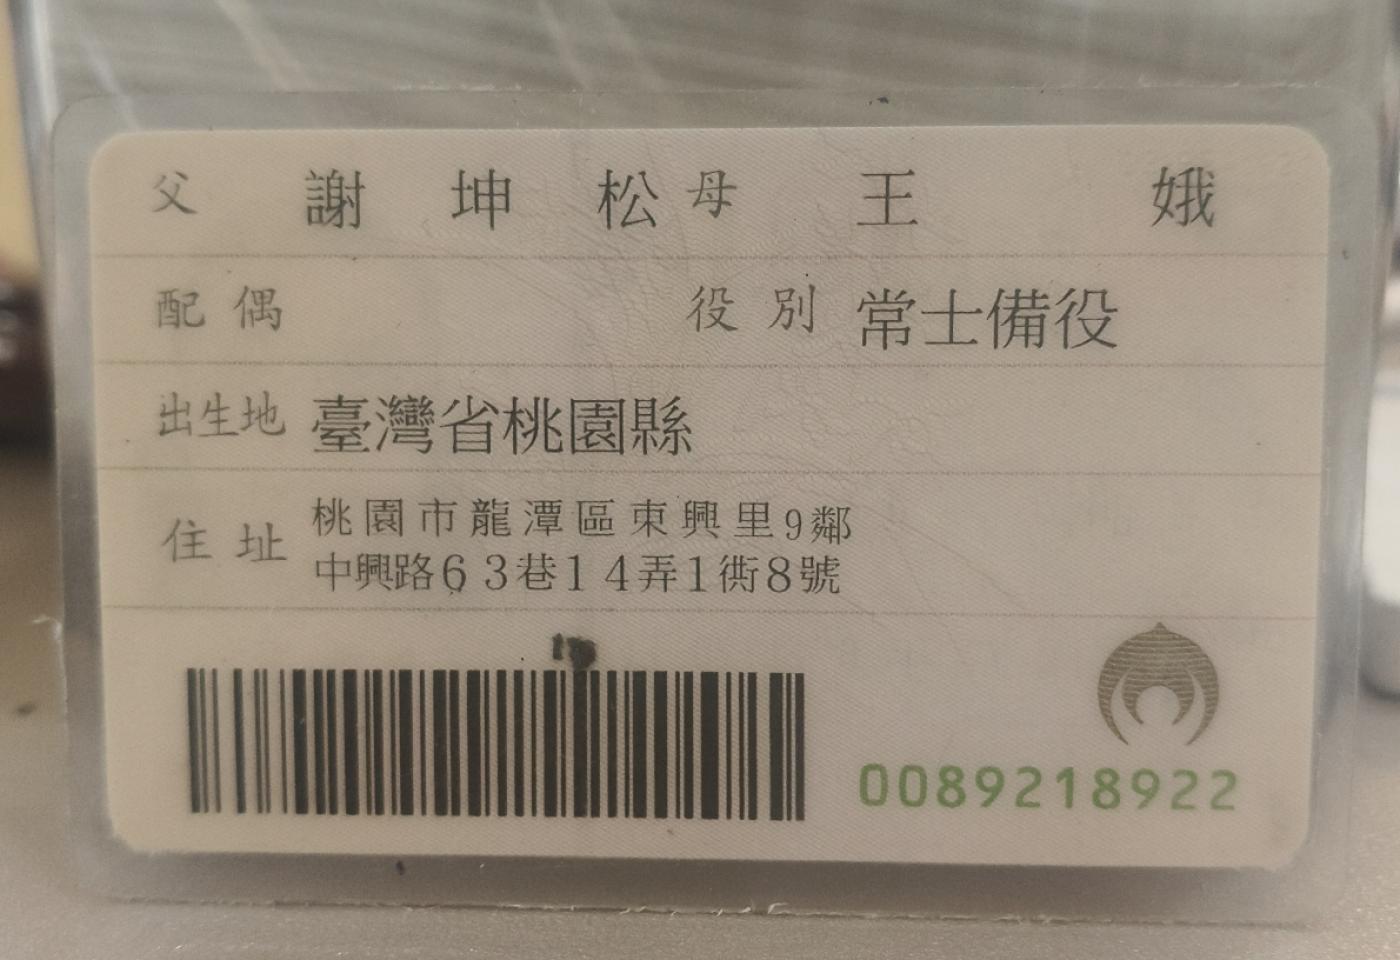 父 謝坤松 母 王娥
配偶 役別 常士備役
出生地 臺灣省桃園縣
住址 桃園市龍潭區東興里9鄰
中興路63巷14弄1衖8號
0089218922